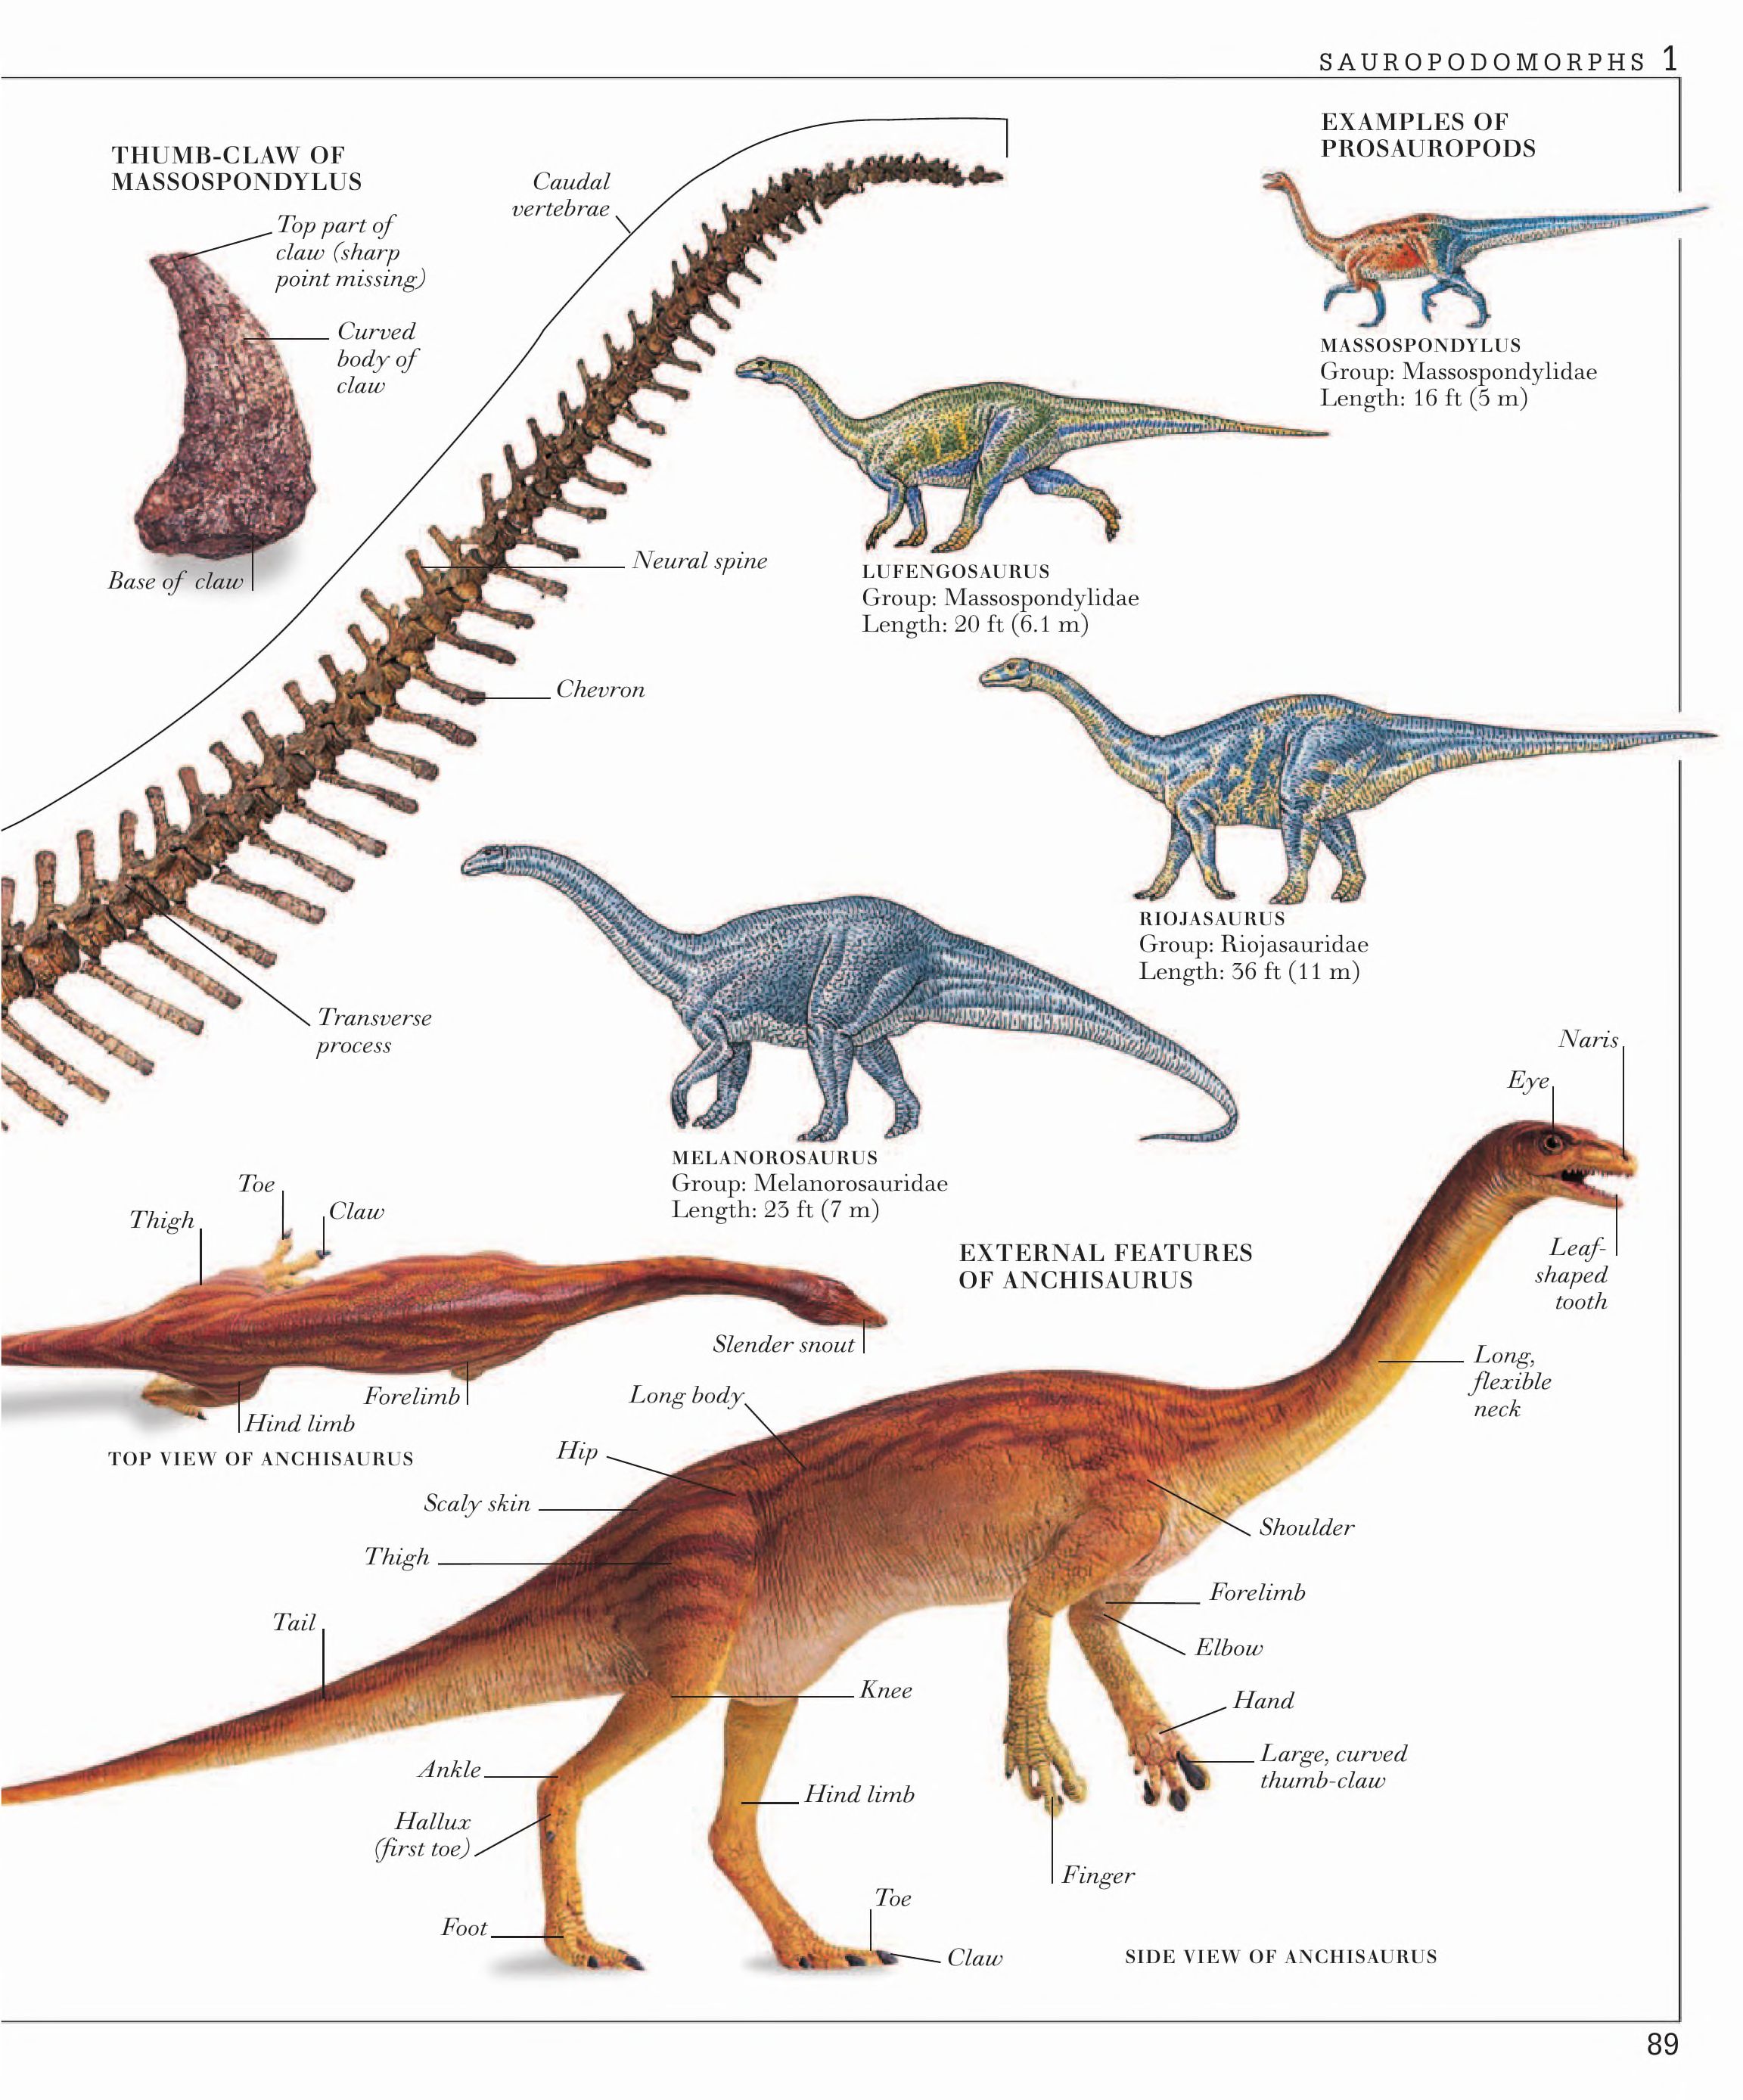 SAUROPODOMORPHS 1
THUMB-CLAW OF
MASSOSPONDYLUS
Top part of
claw (sharp
point missing)
Curved
body of
claw
Base of claw
Caudal
vertebrae
Neural spine
Chevron
Transverse
process
EXAMPLES OF
PROSAUROPODS
MASSOSPONDYLUS
Group: Massospondylidae
Length: 16 ft (5 m)
LUFENGOSAURUS
Group: Massospondylidae
Length: 20 ft (6.1 m)
RIOJASAURUS
Group: Riojasauridae
Length: 36 ft (11 m)
MELANOROSAURUS
Group: Melanorosauridae
Length: 23 ft (7 m)
Toe
Claw
Thigh
Slender snout
Forelimb
Hind limb
TOP VIEW OF ANCHISAURUS
EXTERNAL FEATURES
OF ANCHISAURUS
Naris
Eye
Leaf-
shaped
tooth
Long,
flexible
neck
Long body
Hip
Scaly skin
Thigh
Tail
Shoulder
Forelimb
Elbow
Knee
Hand
Large, curved
thumb-claw
Ankle
Hind limb
Hallux
(first toe)
Finger
Toe
Foot
Claw
SIDE VIEW OF ANCHISAURUS
89